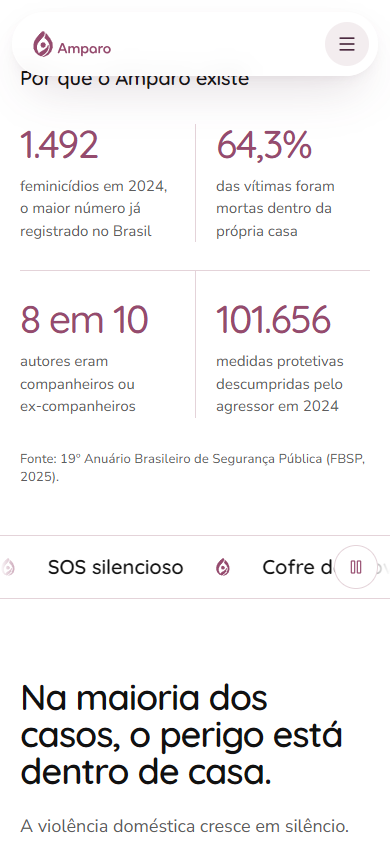 Amparo
Por que o Amparo existe
1.492
feminicídios em 2024,
o maior número já
registrado no Brasil
64,3%
das vítimas foram
mortas dentro da
própria casa
8 em 10
autores eram
companheiros ou
ex-companheiros
101.656
medidas protetivas
descumpridas pelo
agressor em 2024
Fonte: 19º Anuário Brasileiro de Segurança Pública (FBSP,
2025).
SOS silencioso
Cofre
Na maioria dos
casos, o perigo está
dentro de casa.
A violência doméstica cresce em silêncio.